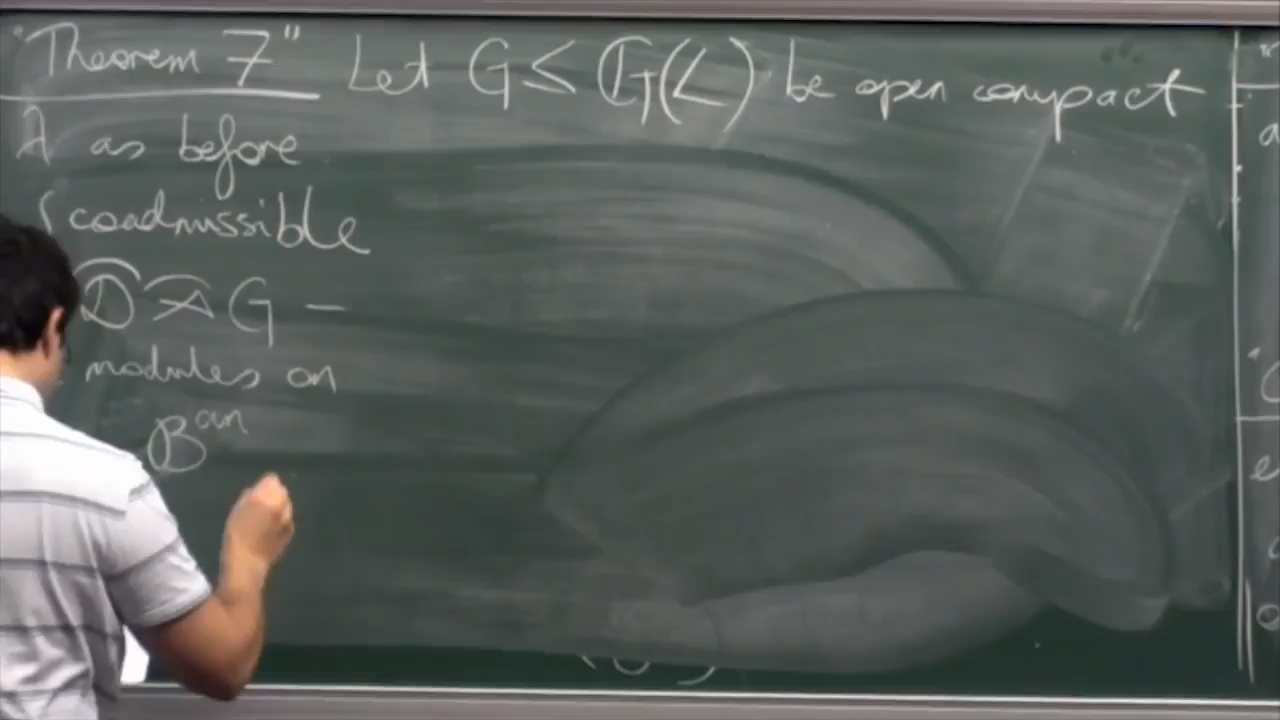 "Theorem 7" Let G ≤ 𝔾(L) be open compact
λ as before
{coadmissible
D̂ ⋊ G -
modules on
B^an